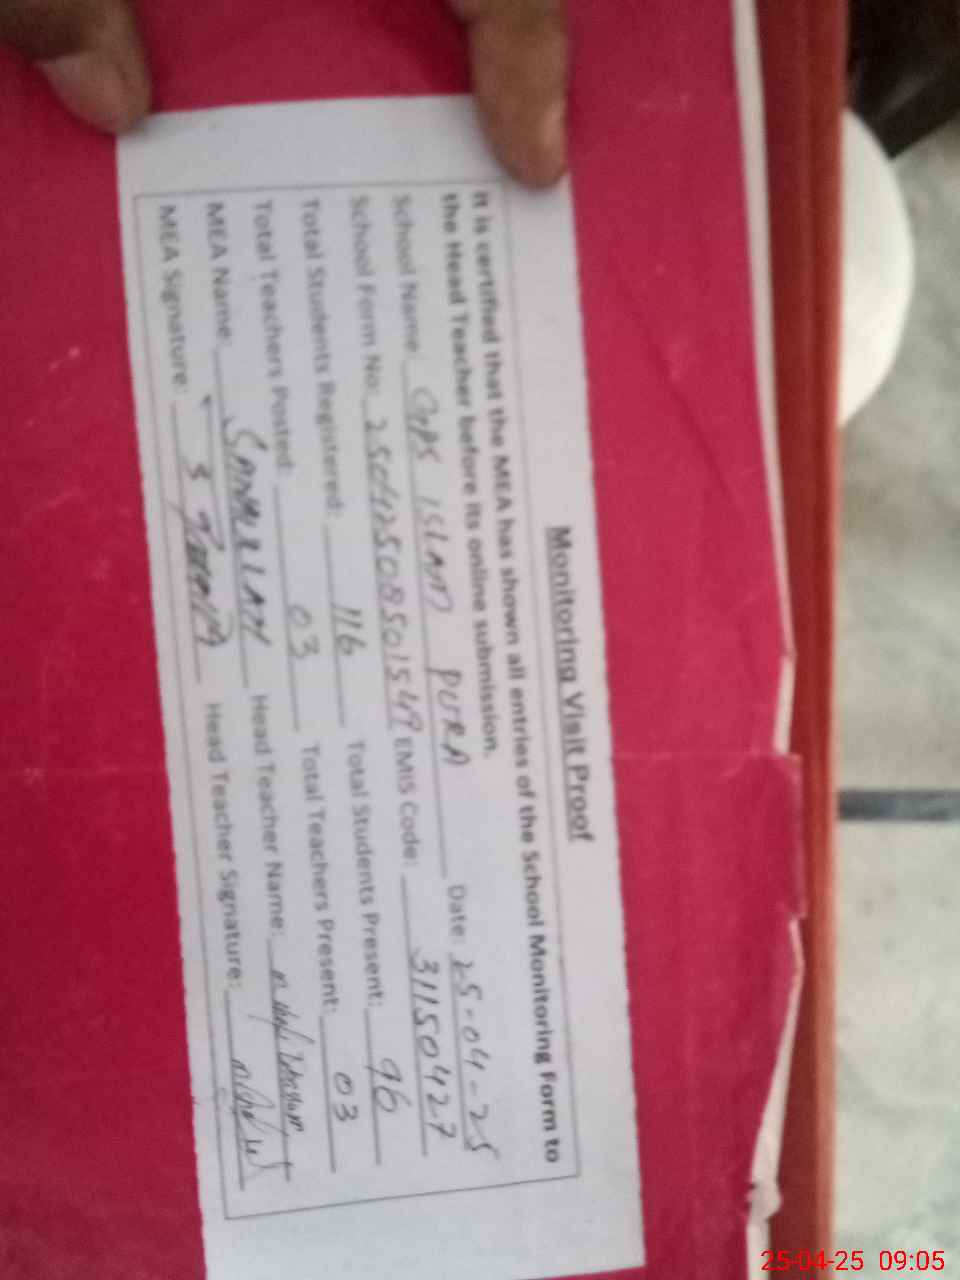 Monitoring Visit Proof
It is certified that the MEA has shown all entries of the School Monitoring Form to
the Head Teacher before its online submission.
School Name GPS ISLAM PURA Date: 25-04-25
School Form No: 25042508501549 EMIS Code: 31150427
Total Students Registered: 116 Total Students Present: 96
Total Teachers Posted: 03 Total Teachers Present: 03
MEA Name: Head Teacher Name:
MEA Signature: Head Teacher Signature:
25-04-25 09:05